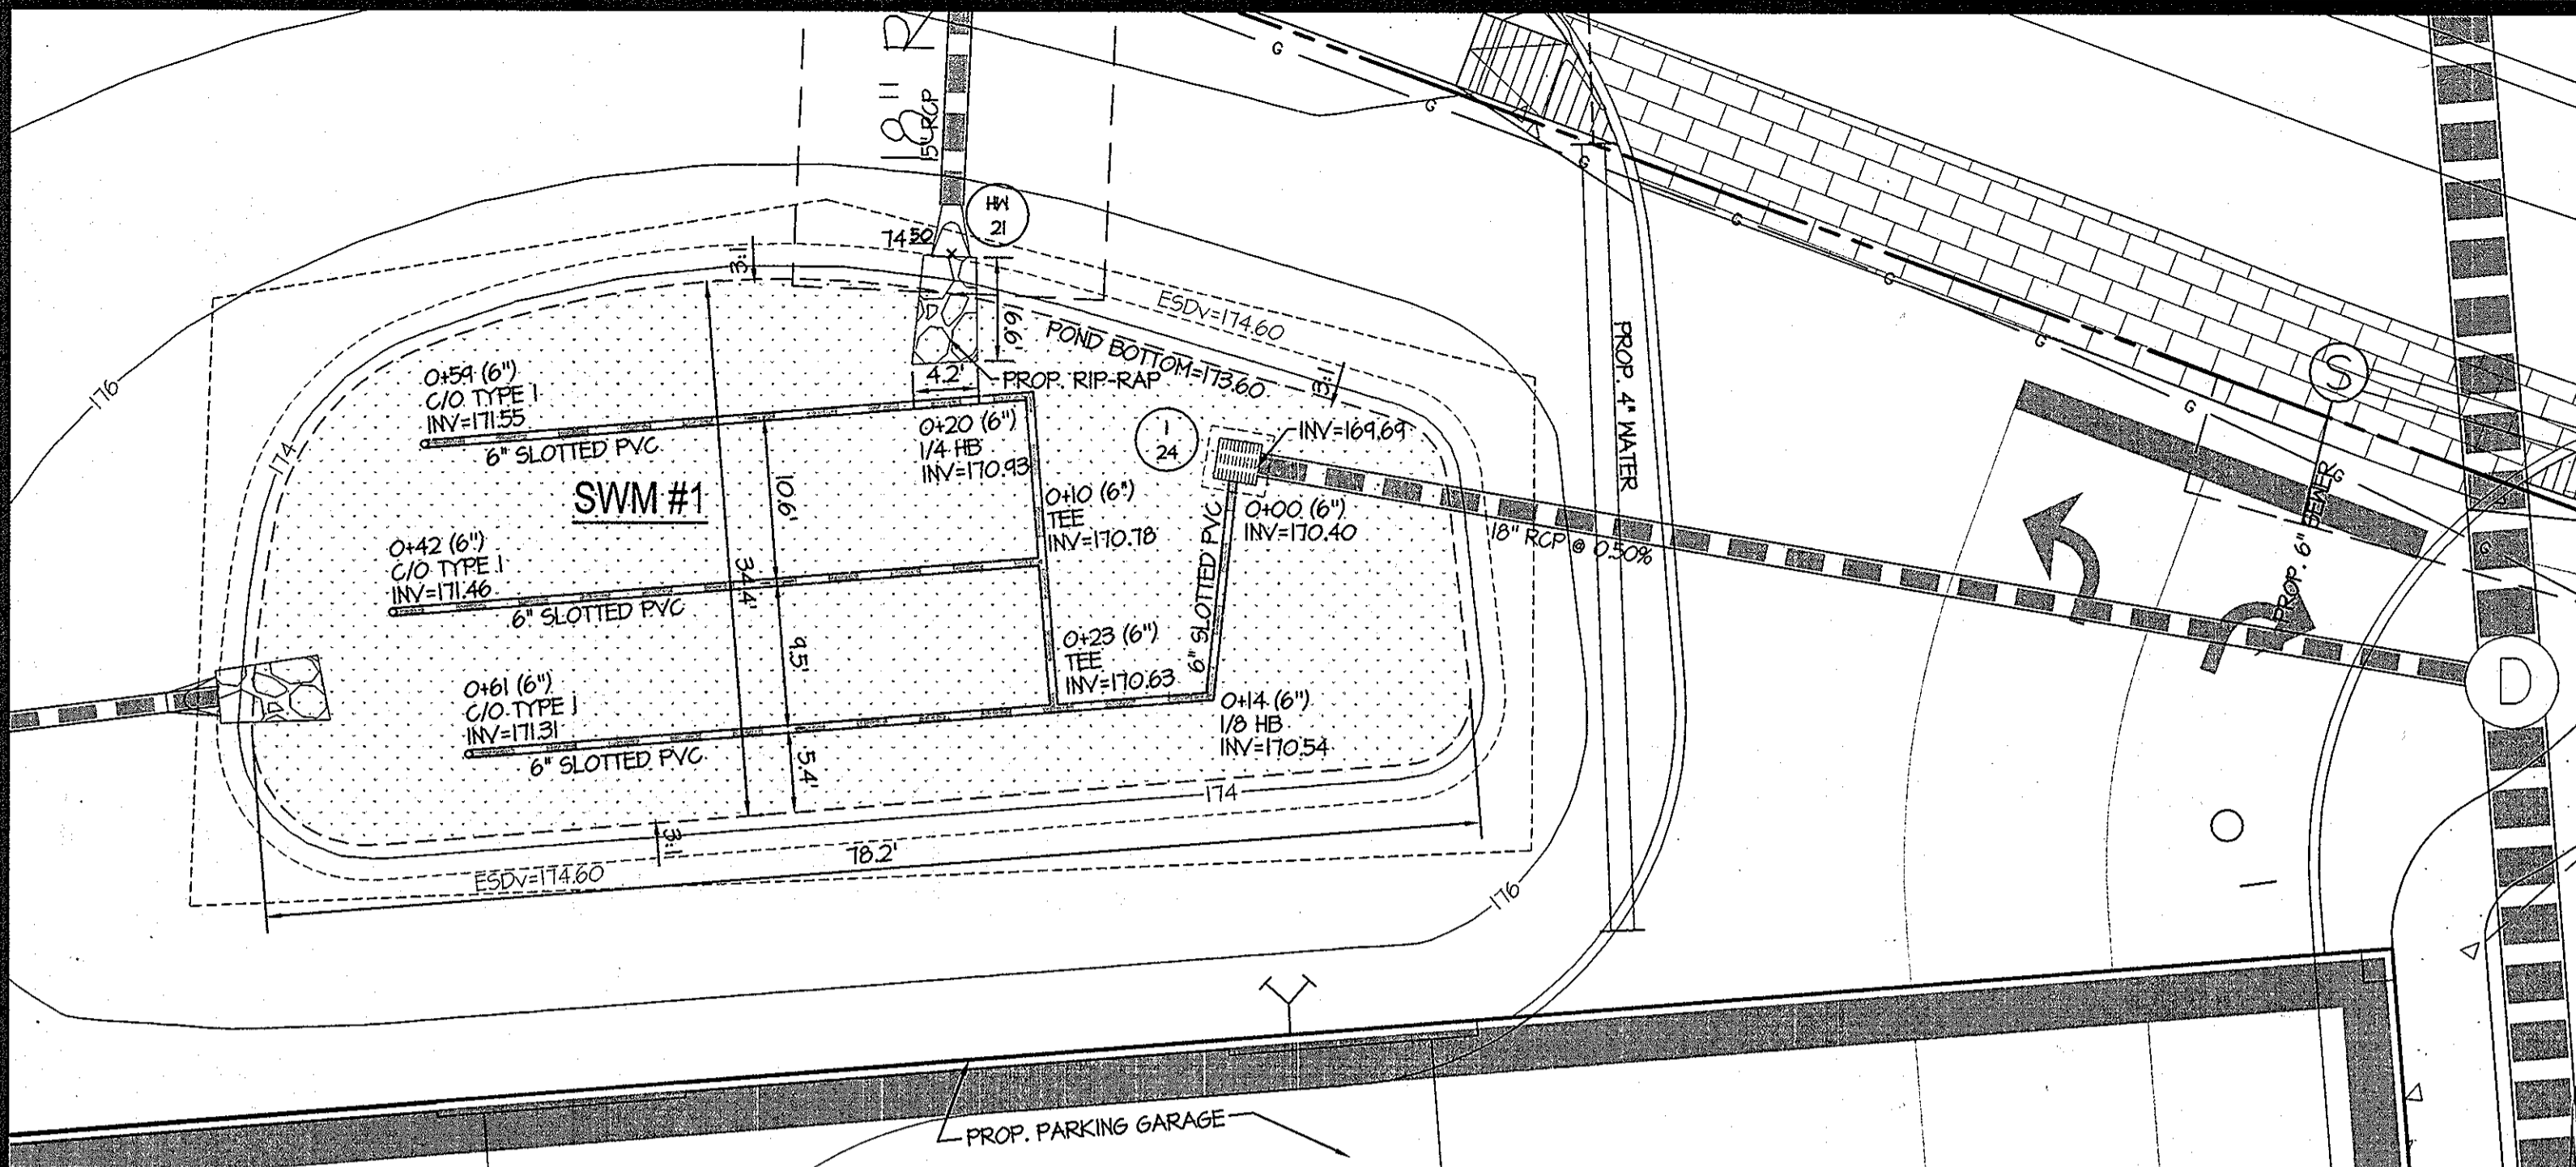 18" R
15" RCP
HW
21
74.50
3:1
6.6'
ESDv=174.60
POND BOTTOM=173.60
3:1
4.2'
PROP. RIP-RAP
176
174
0+59 (6")
C/O TYPE 1
INV=171.55
6" SLOTTED PVC
SWM #1
0+20 (6")
1/4 HB
INV=170.93
10.6'
34.4'
9.5'
5.4'
0+10 (6")
TEE
INV=170.78
I
24
INV=169.69
0+00 (6")
INV=170.40
18" RCP @ 0.50%
6" SLOTTED PVC
0+42 (6")
C/O TYPE 1
INV=171.46
6" SLOTTED PVC
0+23 (6")
TEE
INV=170.63
0+61 (6")
C/O TYPE 1
INV=171.31
6" SLOTTED PVC
0+14 (6")
1/8 HB
INV=170.54
174
3:1
78.2'
ESDv=174.60
176
PROP. 4" WATER
G
G
G
G
G
G
G
G
G
S
PROP. 6" SEWER
D
PROP. PARKING GARAGE